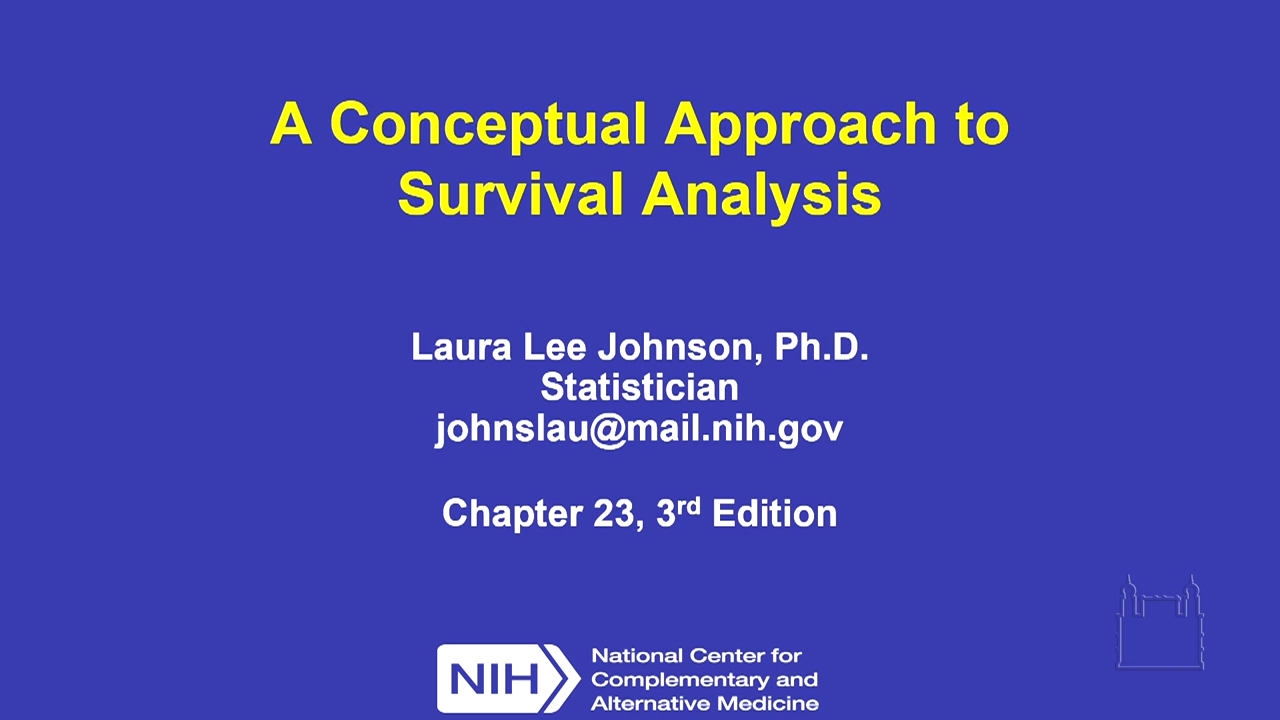 A Conceptual Approach to
Survival Analysis
Laura Lee Johnson, Ph.D.
Statistician
johnslau@mail.nih.gov
Chapter 23, 3rd Edition
NIH
National Center for
Complementary and
Alternative Medicine